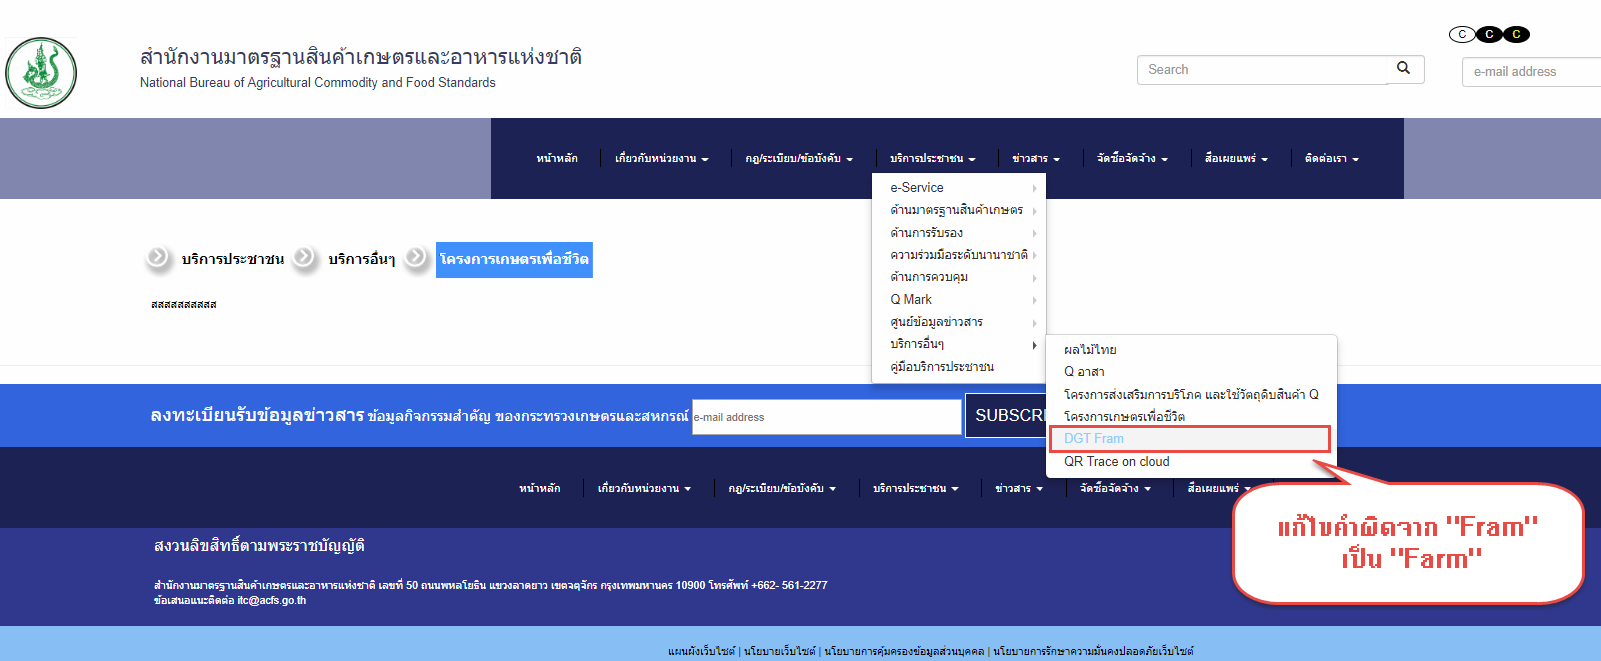 C C C
สำนักงานมาตรฐานสินค้าเกษตรและอาหารแห่งชาติ
National Bureau of Agricultural Commodity and Food Standards
Search
e-mail address
หน้าหลัก เกี่ยวกับหน่วยงาน กฎ/ระเบียบ/ข้อบังคับ บริการประชาชน ข่าวสาร จัดซื้อจัดจ้าง สื่อเผยแพร่ ติดต่อเรา
e-Service
ด้านมาตรฐานสินค้าเกษตร
ด้านการรับรอง
ความร่วมมือระดับนานาชาติ
ด้านการควบคุม
Q Mark
ศูนย์ข้อมูลข่าวสาร
บริการอื่นๆ
คู่มือบริการประชาชน
ผลไม้ไทย
Q อาสา
โครงการส่งเสริมการบริโภค และใช้วัตถุดิบสินค้า Q
โครงการเกษตรเพื่อชีวิต
DGT Fram
QR Trace on cloud
บริการประชาชน บริการอื่นๆ โครงการเกษตรเพื่อชีวิต
สสสสสสสสสส
ลงทะเบียนรับข้อมูลข่าวสาร ข้อมูลกิจกรรมสำคัญ ของกระทรวงเกษตรและสหกรณ์ e-mail address SUBSCRI
หน้าหลัก เกี่ยวกับหน่วยงาน กฎ/ระเบียบ/ข้อบังคับ บริการประชาชน ข่าวสาร จัดซื้อจัดจ้าง สื่อเผยแพร่
แก้ไขคำผิดจาก "Fram"
เป็น "Farm"
สงวนลิขสิทธิ์ตามพระราชบัญญัติ
สำนักงานมาตรฐานสินค้าเกษตรและอาหารแห่งชาติ เลขที่ 50 ถนนพหลโยธิน แขวงลาดยาว เขตจตุจักร กรุงเทพมหานคร 10900 โทรศัพท์ +662- 561-2277
ข้อเสนอแนะติดต่อ itc@acfs.go.th
แผนผังเว็บไซต์ | นโยบายเว็บไซต์ | นโยบายการคุ้มครองข้อมูลส่วนบุคคล | นโยบายการรักษาความมั่นคงปลอดภัยเว็บไซต์